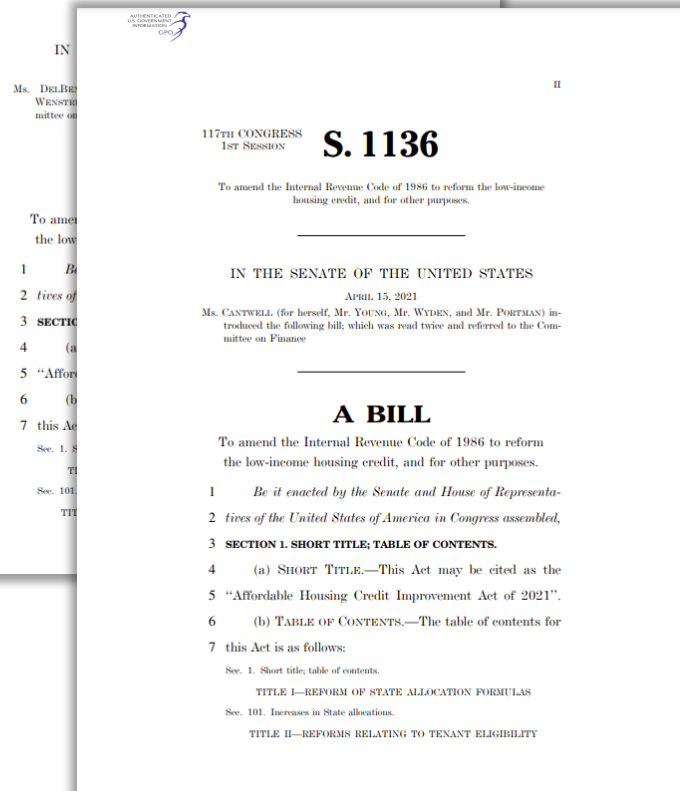 AUTHENTICATED
U.S. GOVERNMENT
INFORMATION
GPO
II
117TH CONGRESS
1ST SESSION
S. 1136
To amend the Internal Revenue Code of 1986 to reform the low-income
housing credit, and for other purposes.
IN THE SENATE OF THE UNITED STATES
APRIL 15, 2021
Ms. CANTWELL (for herself, Mr. YOUNG, Mr. WYDEN, and Mr. PORTMAN) in-
troduced the following bill; which was read twice and referred to the Com-
mittee on Finance
A BILL
To amend the Internal Revenue Code of 1986 to reform
the low-income housing credit, and for other purposes.
1 Be it enacted by the Senate and House of Representa-
2 tives of the United States of America in Congress assembled,
3 SECTION 1. SHORT TITLE; TABLE OF CONTENTS.
4 (a) SHORT TITLE.—This Act may be cited as the
5 “Affordable Housing Credit Improvement Act of 2021”.
6 (b) TABLE OF CONTENTS.—The table of contents for
7 this Act is as follows:
Sec. 1. Short title; table of contents.
TITLE I—REFORM OF STATE ALLOCATION FORMULAS
Sec. 101. Increases in State allocations.
TITLE II—REFORMS RELATING TO TENANT ELIGIBILITY
IN
Ms.
mittee
To
the
1
2 tives of
3
4 (a
5
6 (b
7 this Ac
Sec. 1.
Sec. 101.